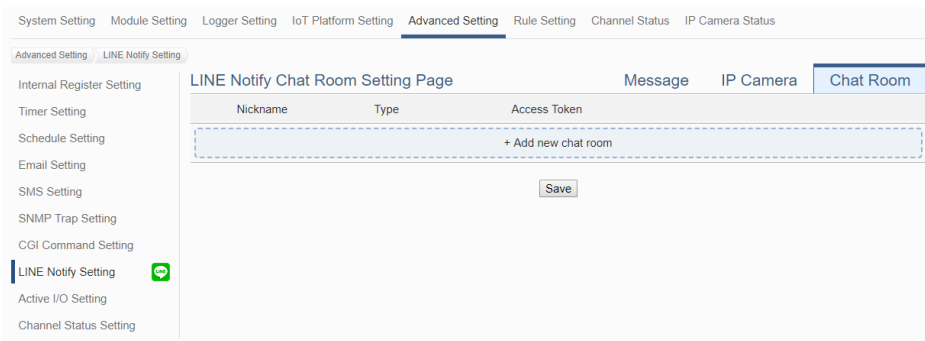 System Setting Module Setting Logger Setting IoT Platform Setting Advanced Setting Rule Setting Channel Status IP Camera Status
Advanced Setting LINE Notify Setting
Internal Register Setting
Timer Setting
Schedule Setting
Email Setting
SMS Setting
SNMP Trap Setting
CGI Command Setting
LINE Notify Setting LINE
Active I/O Setting
Channel Status Setting
LINE Notify Chat Room Setting Page Message IP Camera Chat Room
Nickname Type Access Token
+ Add new chat room
Save